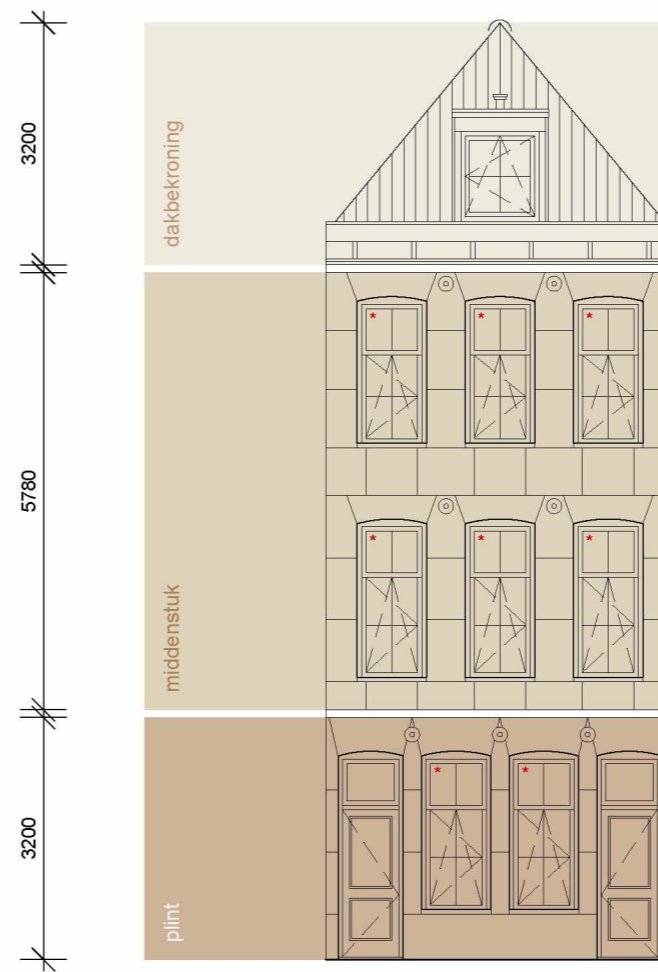 3200
dakbekroning
5780
middenstuk
3200
plint
* * *
* * *
* *